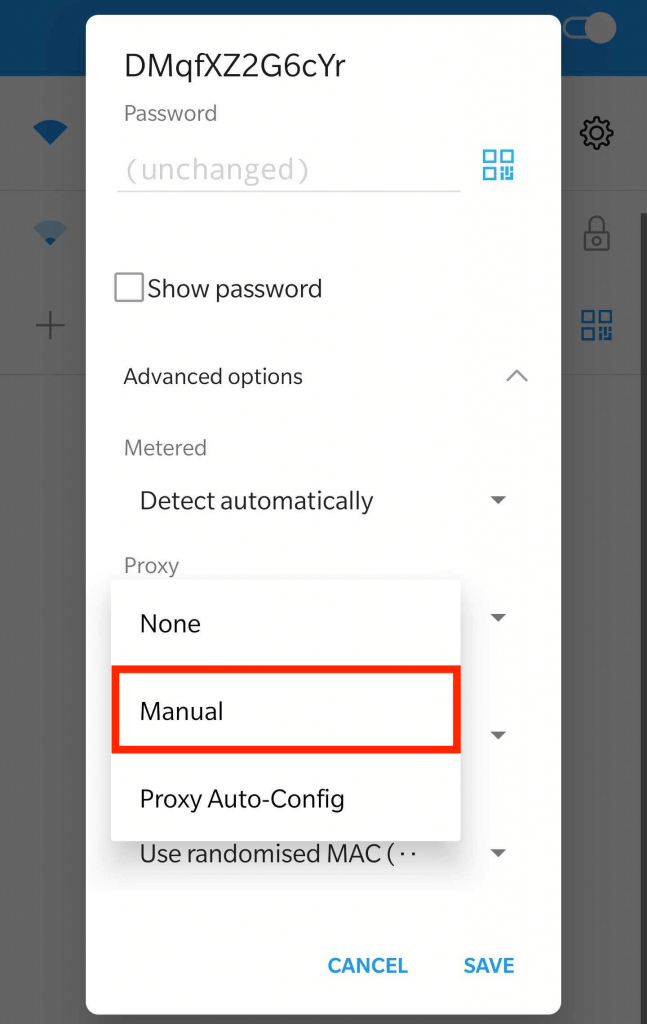 DMqfXZ2G6cYr
Password
(unchanged)
Show password
Advanced options
Metered
Detect automatically
Proxy
None
Manual
Proxy Auto-Config
Use randomised MAC (··
CANCEL SAVE